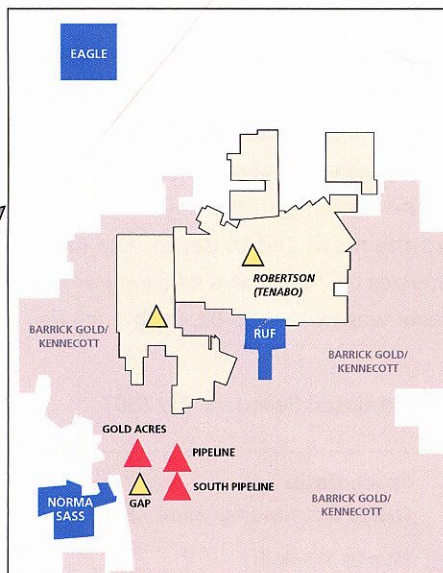 EAGLE
ROBERTSON
(TENABO)
BARRICK GOLD/
KENNECOTT
RUF
BARRICK GOLD/
KENNECOTT
GOLD ACRES
PIPELINE
SOUTH PIPELINE
GAP
NORMA
SASS
BARRICK GOLD/
KENNECOTT